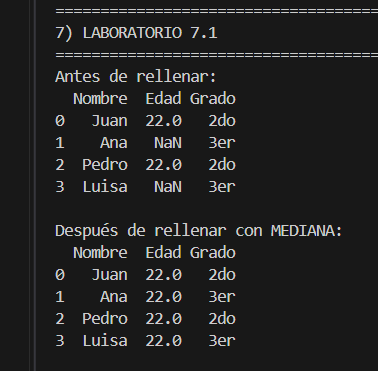 ====================================
7) LABORATORIO 7.1
====================================
Antes de rellenar:
  Nombre  Edad Grado
0   Juan  22.0   2do
1    Ana   NaN   3er
2  Pedro  22.0   2do
3  Luisa   NaN   3er

Después de rellenar con MEDIANA:
  Nombre  Edad Grado
0   Juan  22.0   2do
1    Ana  22.0   3er
2  Pedro  22.0   2do
3  Luisa  22.0   3er